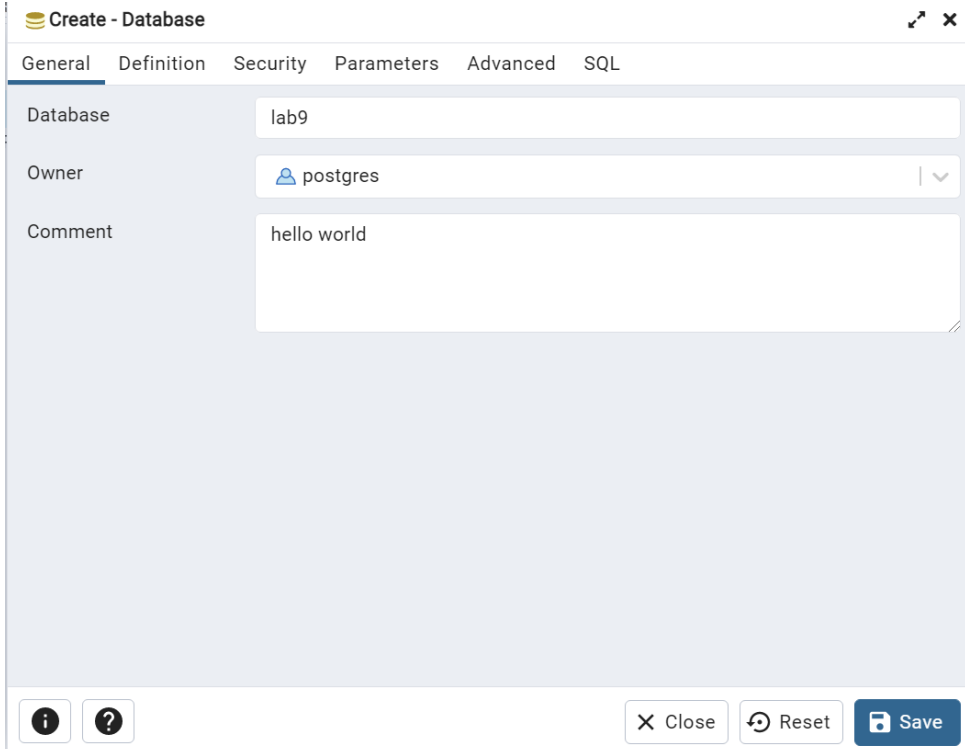 Create - Database
General Definition Security Parameters Advanced SQL
Database lab9
Owner postgres
Comment hello world
Close Reset Save